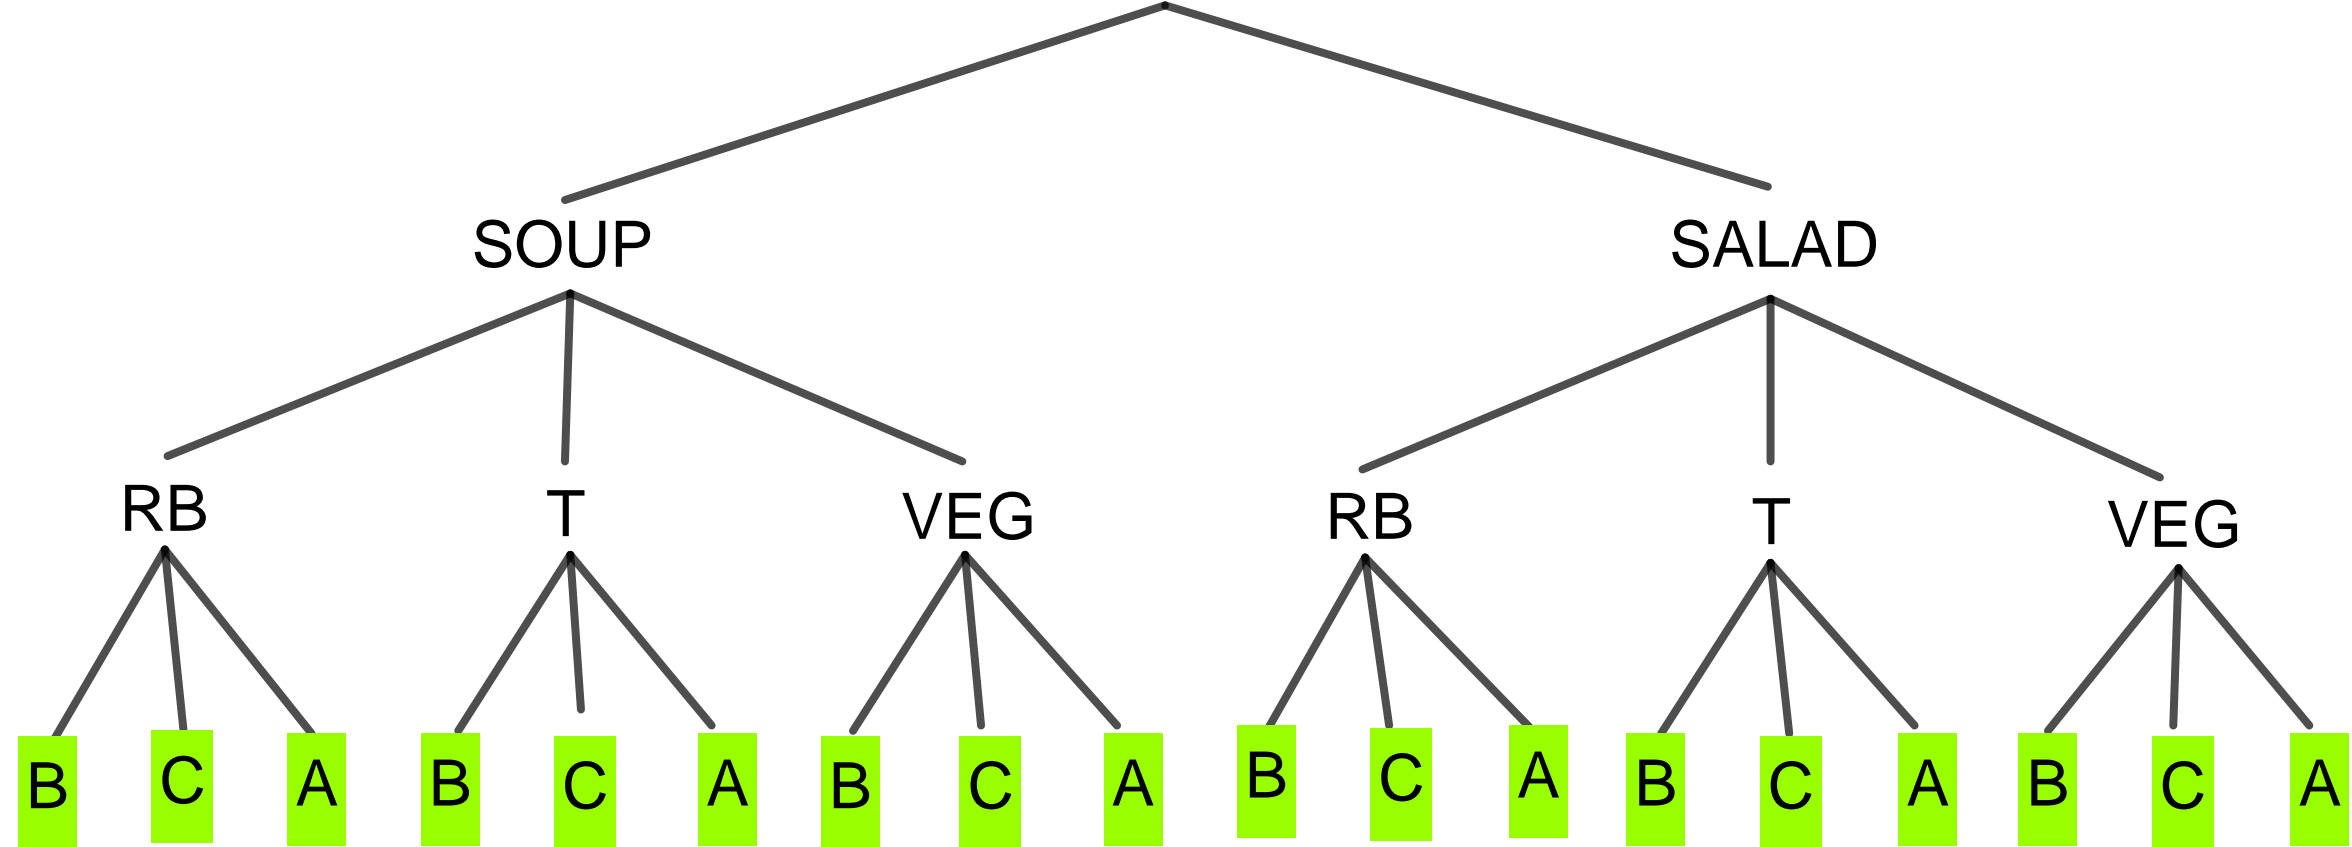 SOUP SALAD
RB T VEG RB T VEG
B C A B C A B C A B C A B C A B C A